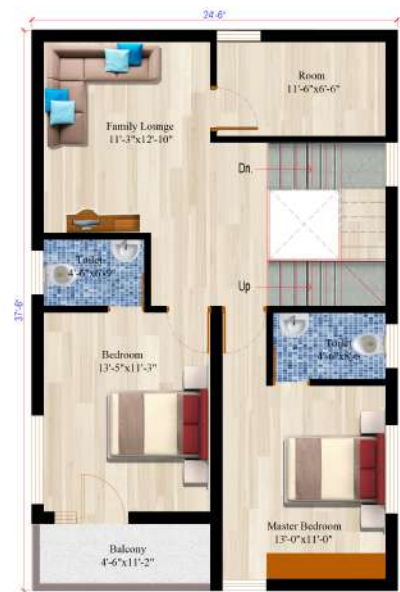 24'-6"
Room
11'-6"x6'-6"
Family Lounge
11'-3"x12'-10"
Dn.
Toilet
37'-6"
Up
Toilet
Bedroom
13'-5"x11'-3"
Master Bedroom
13'-0"x11'-0"
Balcony
4'-6"x11'-2"